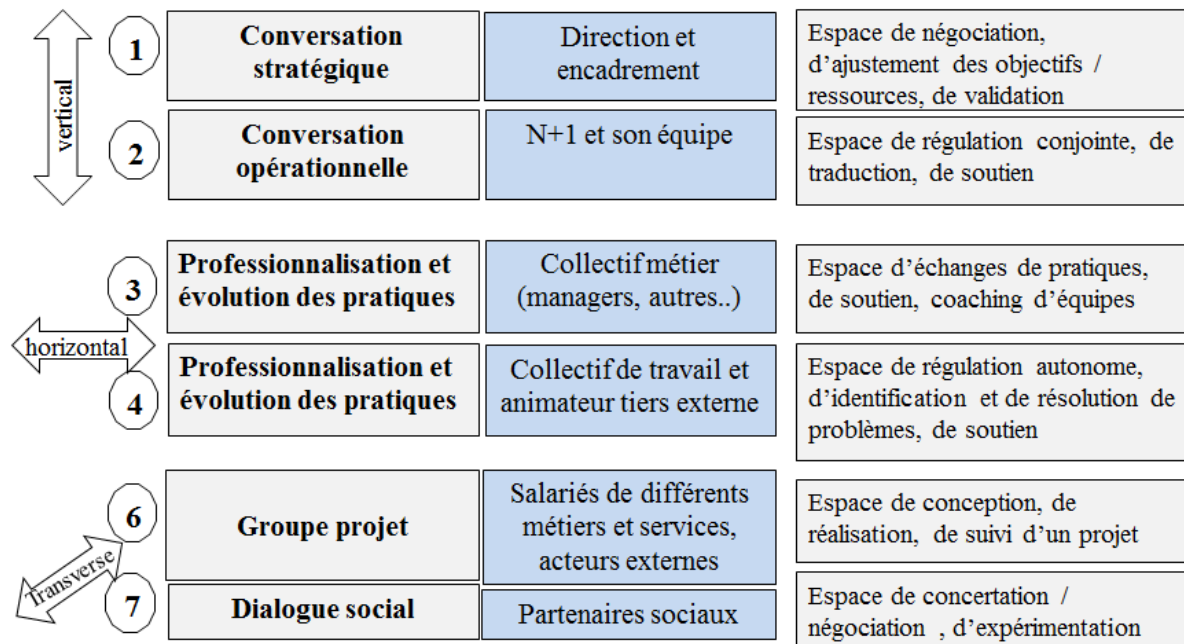 vertical
1
Conversation
stratégique
Direction et
encadrement
Espace de négociation,
d'ajustement des objectifs /
ressources, de validation
2
Conversation
opérationnelle
N+1 et son équipe
Espace de régulation conjointe, de
traduction, de soutien
horizontal
3
Professionnalisation et
évolution des pratiques
Collectif métier
(managers, autres..)
Espace d'échanges de pratiques,
de soutien, coaching d'équipes
4
Professionnalisation et
évolution des pratiques
Collectif de travail et
animateur tiers externe
Espace de régulation autonome,
d'identification et de résolution de
problèmes, de soutien
Transverse
6
Groupe projet
Salariés de différents
métiers et services,
acteurs externes
Espace de conception, de
réalisation, de suivi d'un projet
7
Dialogue social
Partenaires sociaux
Espace de concertation /
négociation , d'expérimentation